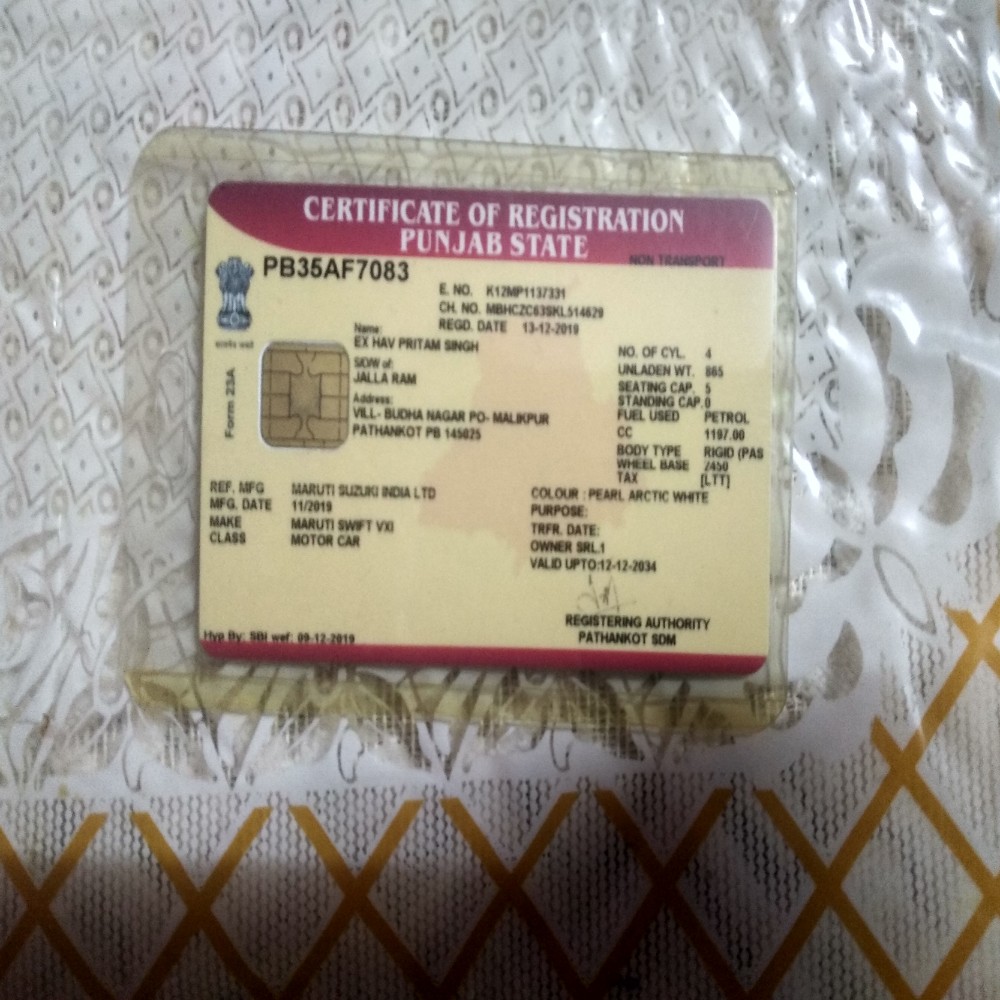 CERTIFICATE OF REGISTRATION
PUNJAB STATE
NON TRANSPORT
PB35AF7083
E. NO. K12MP1137331
CH. NO. MBHCZC63SKL514629
REGD. DATE 13-12-2019
Name:
EX HAV PRITAM SINGH
S/D/W of:
JALLA RAM
Address:
VILL- BUDHA NAGAR PO- MALIKPUR
PATHANKOT PB 145025
Form 23A
NO. OF CYL. 4
UNLADEN WT. 865
SEATING CAP. 5
STANDING CAP. 0
FUEL USED PETROL
CC 1197.00
BODY TYPE RIGID (PAS
WHEEL BASE 2450
TAX [LTT]
REF. MFG MARUTI SUZUKI INDIA LTD
MFG. DATE 11/2019
MAKE MARUTI SWIFT VXI
CLASS MOTOR CAR
COLOUR : PEARL ARCTIC WHITE
PURPOSE:
TRFR. DATE:
OWNER SRL.1
VALID UPTO:12-12-2034
REGISTERING AUTHORITY
PATHANKOT SDM
Hyp By: SBI wef: 09-12-2019